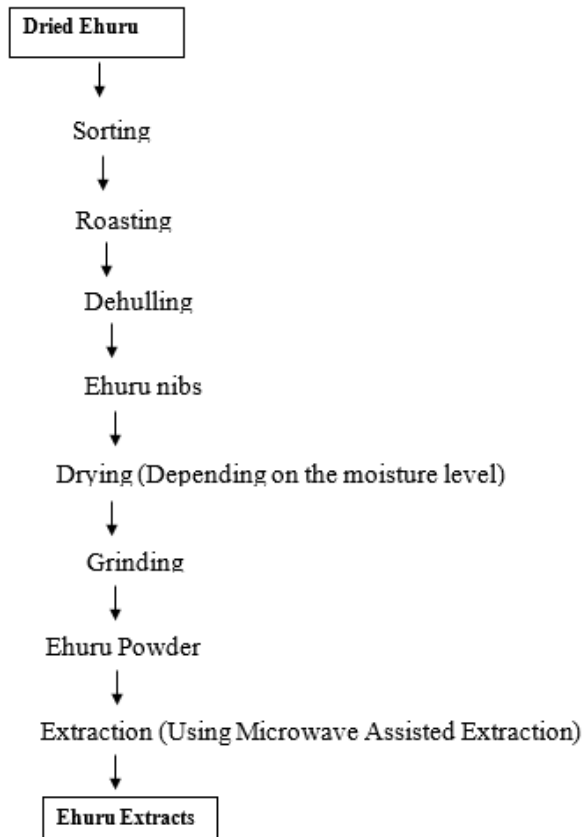 Dried Ehuru
Sorting
Roasting
Dehulling
Ehuru nibs
Drying (Depending on the moisture level)
Grinding
Ehuru Powder
Extraction (Using Microwave Assisted Extraction)
Ehuru Extracts